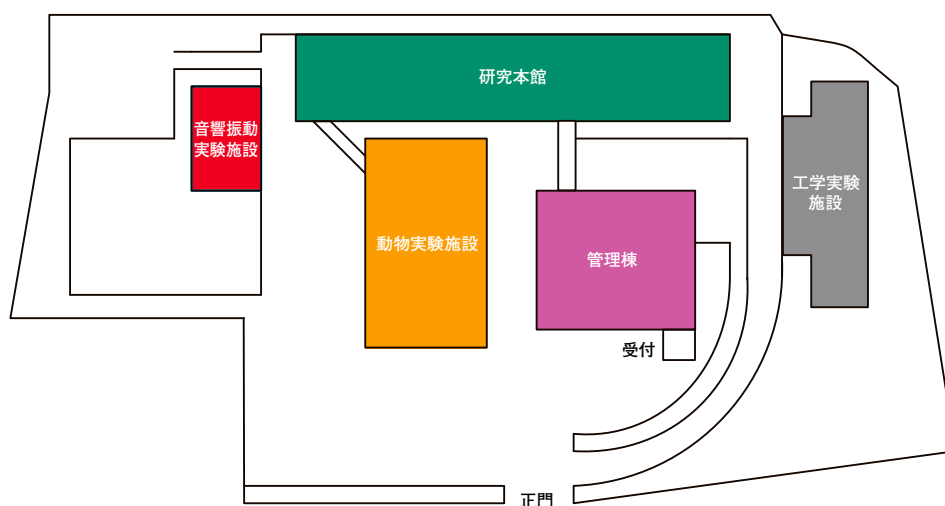 研究本館
音響振動
実験施設
工学実験
施設
動物実験施設
管理棟
受付
正門